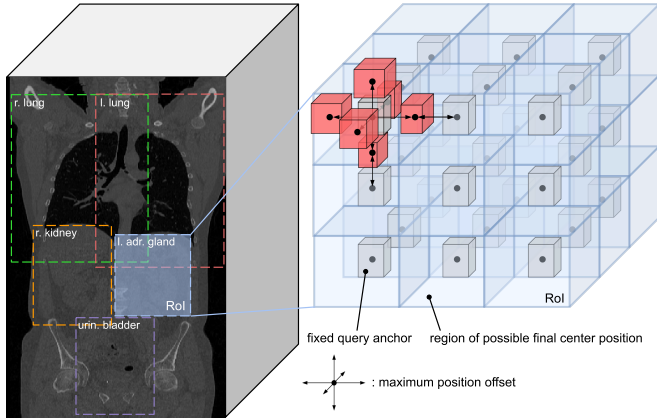 r. lung
l. lung
r. kidney
l. adr. gland
RoI
urin. bladder
RoI
fixed query anchor
region of possible final center position
: maximum position offset